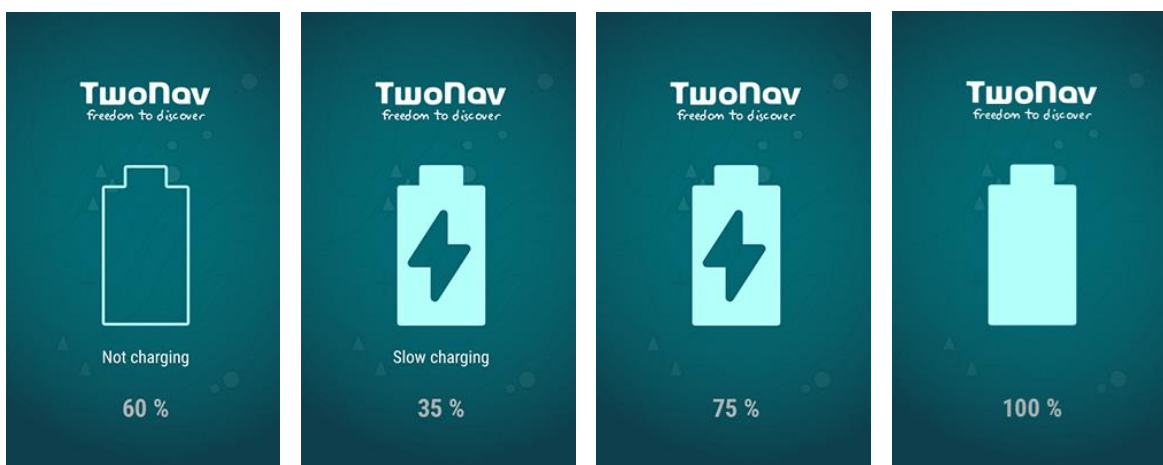 TwoNav
freedom to discover
Not charging
60 %
TwoNav
freedom to discover
Slow charging
35 %
TwoNav
freedom to discover
75 %
TwoNav
freedom to discover
100 %